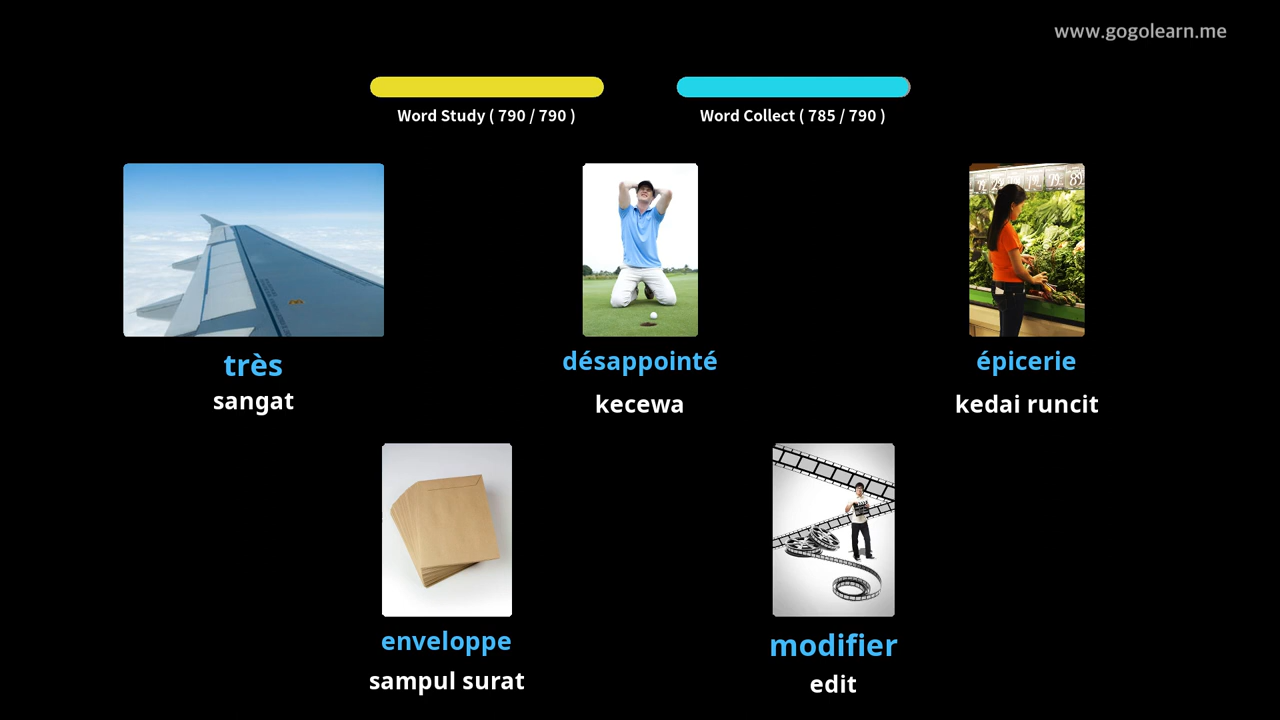 www.gogolearn.me
Word Study ( 790 / 790 )
Word Collect ( 785 / 790 )
très
sangat
désappointé
kecewa
épicerie
kedai runcit
enveloppe
sampul surat
modifier
edit